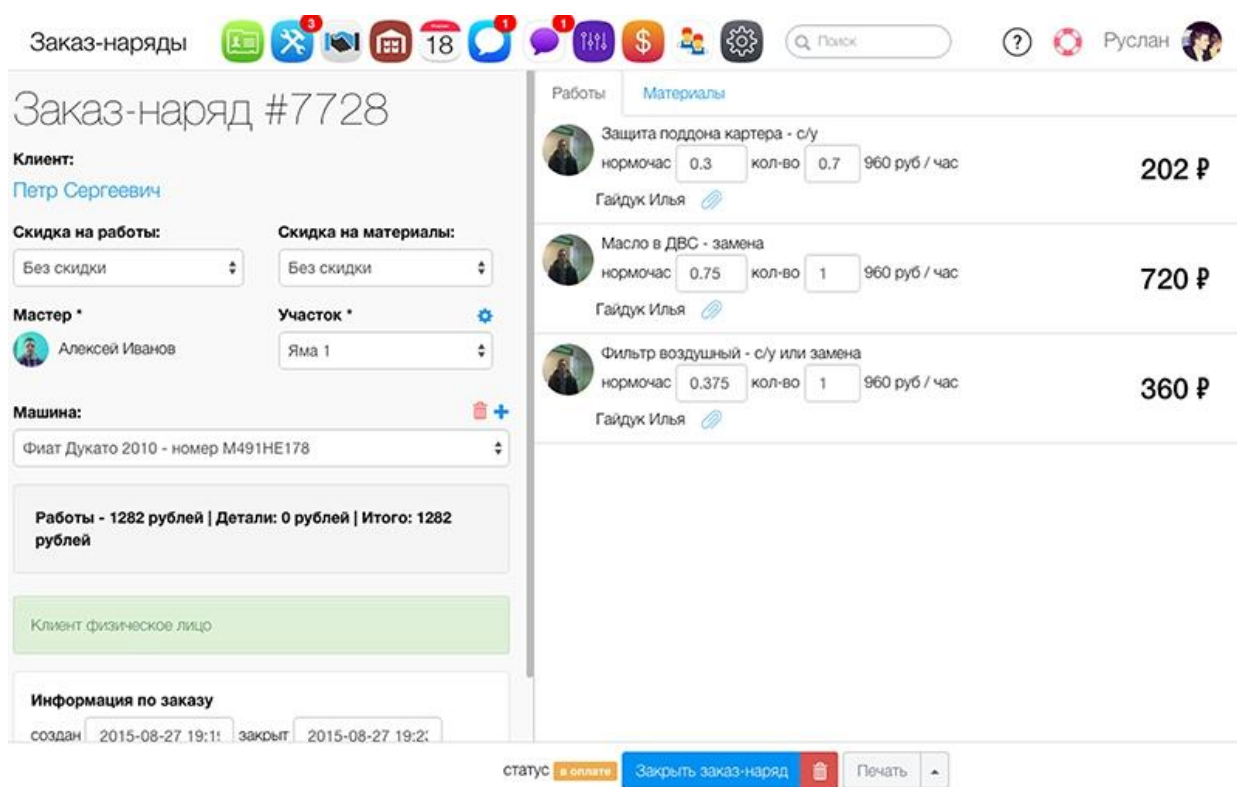 Заказ-наряды
3
18
1
1
$
Поиск
?
Руслан
Заказ-наряд #7728
Клиент:
Петр Сергеевич
Скидка на работы:
Скидка на материалы:
Без скидки
Без скидки
Мастер *
Участок *
Алексей Иванов
Яма 1
Машина:
Фиат Дукато 2010 - номер М491НЕ178
Работы - 1282 рублей | Детали: 0 рублей | Итого: 1282
рублей
Клиент физическое лицо
Информация по заказу
создан 2015-08-27 19:1 закрыт 2015-08-27 19:2
Работы Материалы
Защита поддона картера - с/у
нормочас 0.3 кол-во 0.7 960 руб / час
202 ₽
Гайдук Илья
Масло в ДВС - замена
нормочас 0.75 кол-во 1 960 руб / час
720 ₽
Гайдук Илья
Фильтр воздушный - с/у или замена
нормочас 0.375 кол-во 1 960 руб / час
360 ₽
Гайдук Илья
статус в оплате Закрыть заказ-наряд Печать